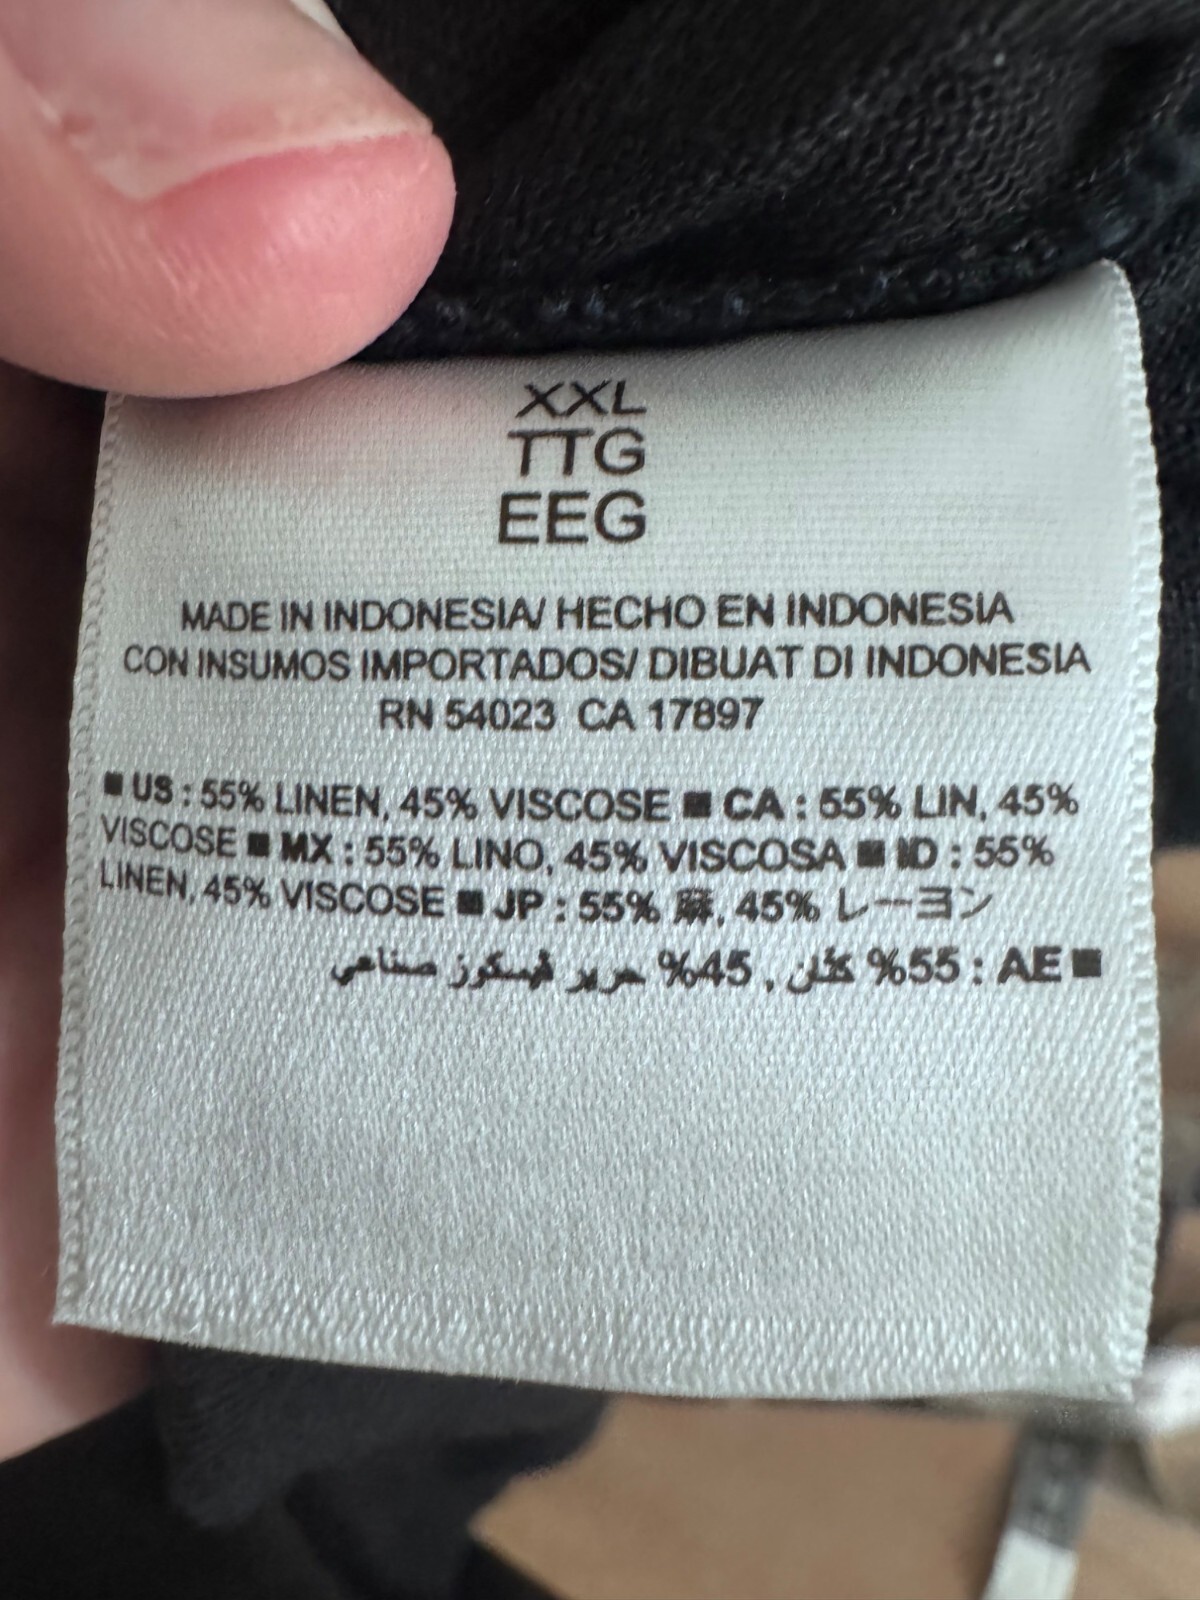 XXL
TTG
EEG
MADE IN INDONESIA/ HECHO EN INDONESIA
CON INSUMOS IMPORTADOS/ DIBUAT DI INDONESIA
RN 54023 CA 17897
■ US : 55% LINEN, 45% VISCOSE ■ CA : 55% LIN, 45%
VISCOSE ■ MX : 55% LINO, 45% VISCOSA ■ ID : 55%
LINEN, 45% VISCOSE ■ JP : 55% 麻, 45% レーヨン
■ AE : 55% كتان , 45% حرير فيسكوز صناعي